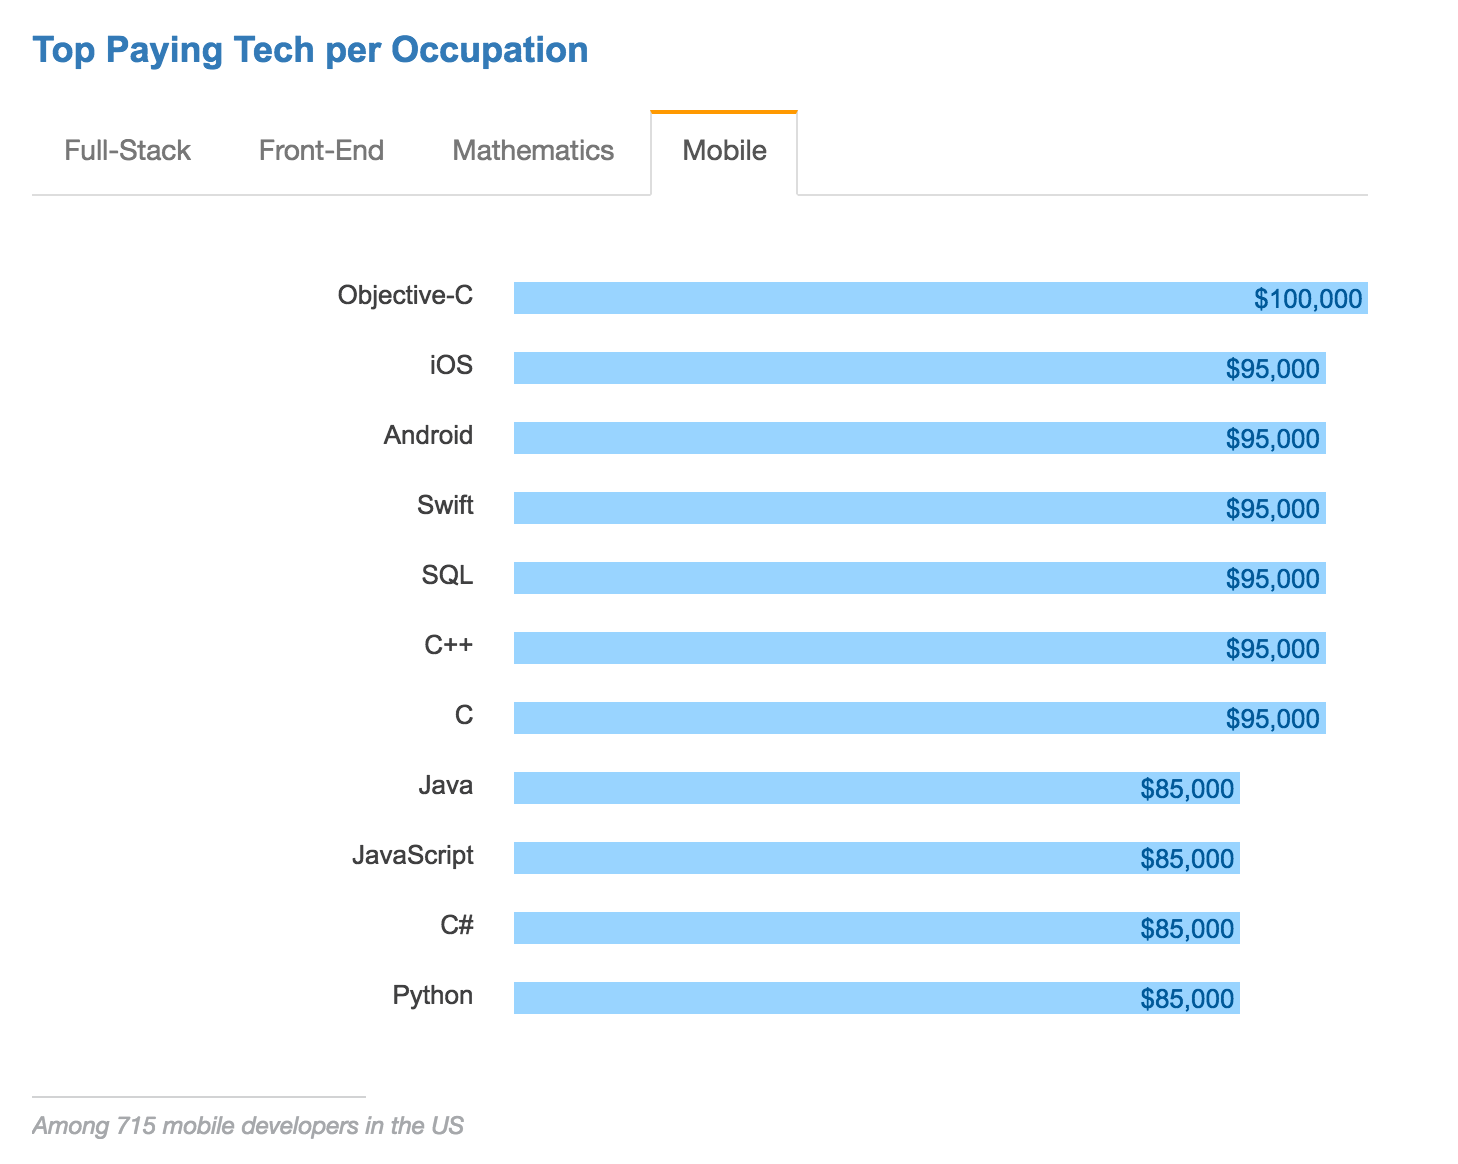 Top Paying Tech per Occupation
Full-Stack Front-End Mathematics Mobile
Objective-C $100,000
iOS $95,000
Android $95,000
Swift $95,000
SQL $95,000
C++ $95,000
C $95,000
Java $85,000
JavaScript $85,000
C# $85,000
Python $85,000
Among 715 mobile developers in the US